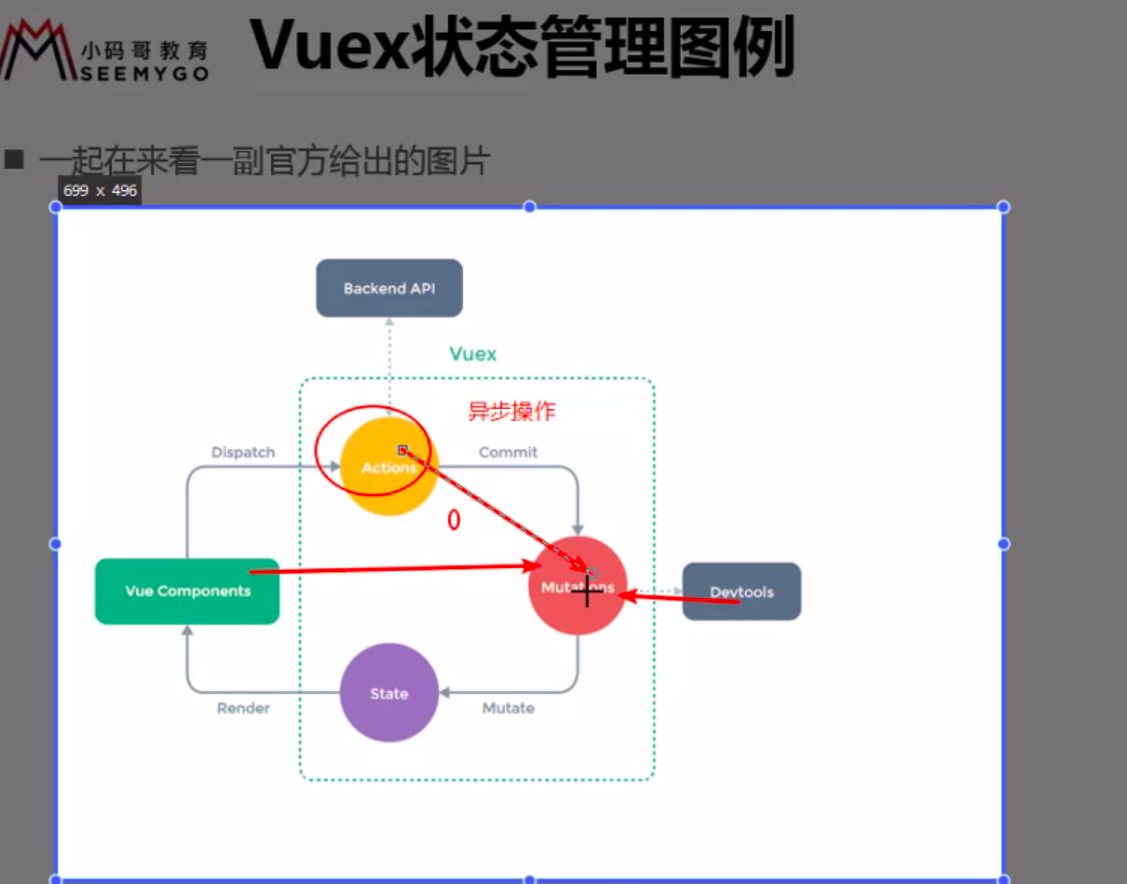 小码哥教育
SEEMYGO
Vuex状态管理图例
一起在来看一副官方给出的图片
699 x 496
Backend API
Vuex
异步操作
Dispatch
Commit
Actions
0
Vue Components
Mutations
Devtools
State
Render
Mutate